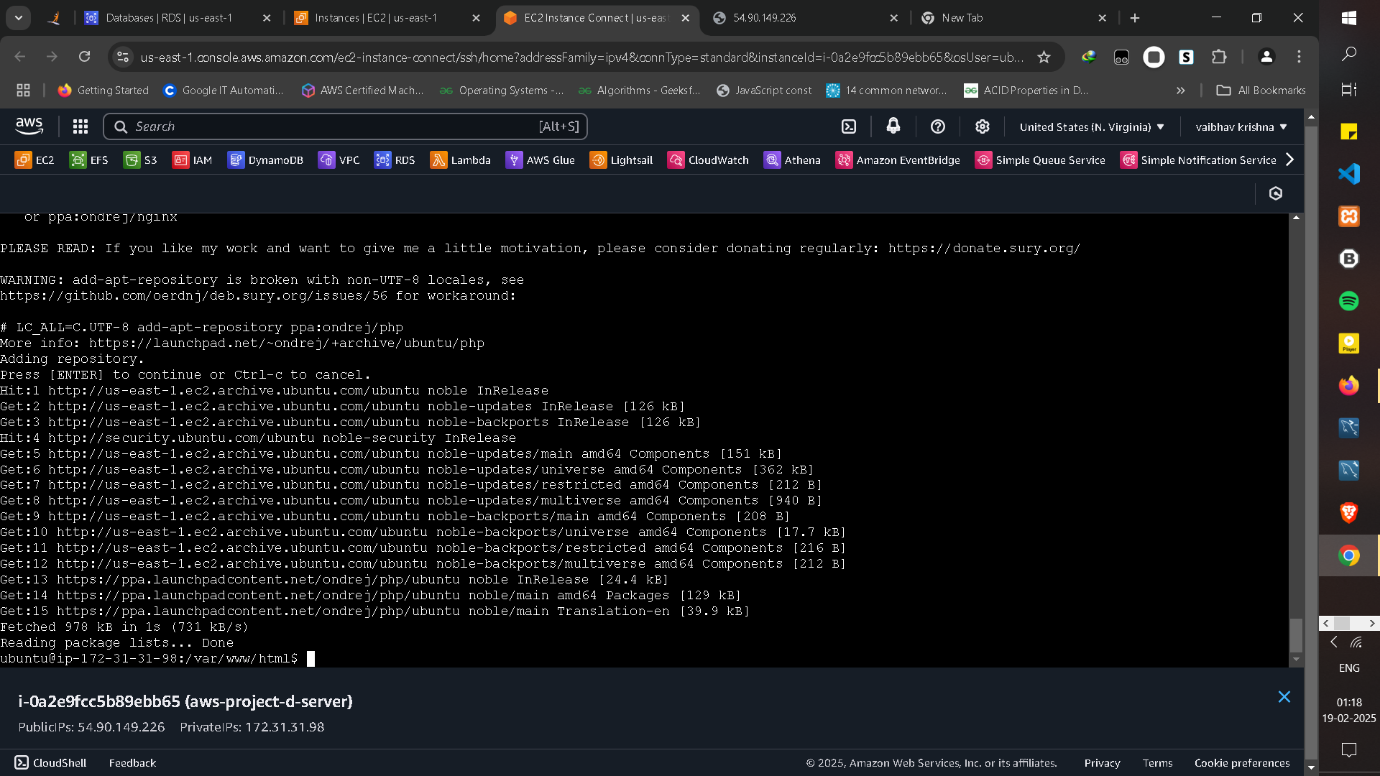 Databases | RDS | us-east-1
Instances | EC2 | us-east-1
EC2 Instance Connect | us-eas
54.90.149.226
New Tab
us-east-1.console.aws.amazon.com/ec2-instance-connect/ssh/home?addressFamily=ipv4&connType=standard&instanceId=i-0a2e9fcc5b89ebb65&osUser=ub...
Getting Started
Google IT Automati...
AWS Certified Mach...
Operating Systems -...
Algorithms - Geeksf...
JavaScript const
14 common networ...
ACID Properties in D...
All Bookmarks
aws
Search
[Alt+S]
United States (N. Virginia)
vaibhav krishna
EC2
EFS
S3
IAM
DynamoDB
VPC
RDS
Lambda
AWS Glue
Lightsail
CloudWatch
Athena
Amazon EventBridge
Simple Queue Service
Simple Notification Service
or ppa:ondrej/nginx
PLEASE READ: If you like my work and want to give me a little motivation, please consider donating regularly: https://donate.sury.org/
WARNING: add-apt-repository is broken with non-UTF-8 locales, see
https://github.com/oerdnj/deb.sury.org/issues/56 for workaround:
# LC_ALL=C.UTF-8 add-apt-repository ppa:ondrej/php
More info: https://launchpad.net/~ondrej/+archive/ubuntu/php
Adding repository.
Press [ENTER] to continue or Ctrl-c to cancel.
Hit:1 http://us-east-1.ec2.archive.ubuntu.com/ubuntu noble InRelease
Get:2 http://us-east-1.ec2.archive.ubuntu.com/ubuntu noble-updates InRelease [126 kB]
Get:3 http://us-east-1.ec2.archive.ubuntu.com/ubuntu noble-backports InRelease [126 kB]
Hit:4 http://security.ubuntu.com/ubuntu noble-security InRelease
Get:5 http://us-east-1.ec2.archive.ubuntu.com/ubuntu noble-updates/main amd64 Components [151 kB]
Get:6 http://us-east-1.ec2.archive.ubuntu.com/ubuntu noble-updates/universe amd64 Components [362 kB]
Get:7 http://us-east-1.ec2.archive.ubuntu.com/ubuntu noble-updates/restricted amd64 Components [212 B]
Get:8 http://us-east-1.ec2.archive.ubuntu.com/ubuntu noble-updates/multiverse amd64 Components [940 B]
Get:9 http://us-east-1.ec2.archive.ubuntu.com/ubuntu noble-backports/main amd64 Components [208 B]
Get:10 http://us-east-1.ec2.archive.ubuntu.com/ubuntu noble-backports/universe amd64 Components [17.7 kB]
Get:11 http://us-east-1.ec2.archive.ubuntu.com/ubuntu noble-backports/restricted amd64 Components [216 B]
Get:12 http://us-east-1.ec2.archive.ubuntu.com/ubuntu noble-backports/multiverse amd64 Components [212 B]
Get:13 https://ppa.launchpadcontent.net/ondrej/php/ubuntu noble InRelease [24.4 kB]
Get:14 https://ppa.launchpadcontent.net/ondrej/php/ubuntu noble/main amd64 Packages [129 kB]
Get:15 https://ppa.launchpadcontent.net/ondrej/php/ubuntu noble/main Translation-en [39.9 kB]
Fetched 978 kB in 1s (731 kB/s)
Reading package lists... Done
ubuntu@ip-172-31-31-98:/var/www/html$
i-0a2e9fcc5b89ebb65 (aws-project-d-server)
PublicIPs: 54.90.149.226 PrivateIPs: 172.31.31.98
CloudShell
Feedback
© 2025, Amazon Web Services, Inc. or its affiliates.
Privacy
Terms
Cookie preferences
ENG
01:18
19-02-2025